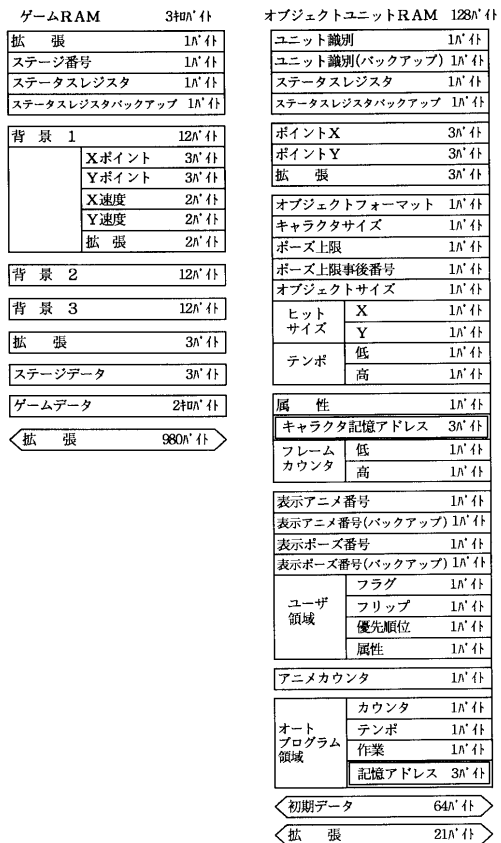 ゲームRAM 3ｷﾛﾊﾞｲﾄ
拡 張 1ﾊﾞｲﾄ
ステージ番号 1ﾊﾞｲﾄ
ステータスレジスタ 1ﾊﾞｲﾄ
ステータスレジスタバックアップ 1ﾊﾞｲﾄ
背 景 1 12ﾊﾞｲﾄ
Xポイント 3ﾊﾞｲﾄ
Yポイント 3ﾊﾞｲﾄ
X速度 2ﾊﾞｲﾄ
Y速度 2ﾊﾞｲﾄ
拡 張 2ﾊﾞｲﾄ
背 景 2 12ﾊﾞｲﾄ
背 景 3 12ﾊﾞｲﾄ
拡 張 3ﾊﾞｲﾄ
ステージデータ 3ﾊﾞｲﾄ
ゲームデータ 2ｷﾛﾊﾞｲﾄ
拡 張 980ﾊﾞｲﾄ
オブジェクトユニットRAM 128ﾊﾞｲﾄ
ユニット識別 1ﾊﾞｲﾄ
ユニット識別(バックアップ) 1ﾊﾞｲﾄ
ステータスレジスタ 1ﾊﾞｲﾄ
ステータスレジスタバックアップ 1ﾊﾞｲﾄ
ポイントX 3ﾊﾞｲﾄ
ポイントY 3ﾊﾞｲﾄ
拡 張 3ﾊﾞｲﾄ
オブジェクトフォーマット 1ﾊﾞｲﾄ
キャラクタサイズ 1ﾊﾞｲﾄ
ポーズ上限 1ﾊﾞｲﾄ
ポーズ上限事後番号 1ﾊﾞｲﾄ
オブジェクトサイズ 1ﾊﾞｲﾄ
ヒット
サイズ
X 1ﾊﾞｲﾄ
Y 1ﾊﾞｲﾄ
テンポ
低 1ﾊﾞｲﾄ
高 1ﾊﾞｲﾄ
属 性 1ﾊﾞｲﾄ
キャラクタ記憶アドレス 3ﾊﾞｲﾄ
フレーム
カウンタ
低 1ﾊﾞｲﾄ
高 1ﾊﾞｲﾄ
表示アニメ番号 1ﾊﾞｲﾄ
表示アニメ番号(バックアップ) 1ﾊﾞｲﾄ
表示ポーズ番号 1ﾊﾞｲﾄ
表示ポーズ番号(バックアップ) 1ﾊﾞｲﾄ
ユーザ
領域
フラグ 1ﾊﾞｲﾄ
フリップ 1ﾊﾞｲﾄ
優先順位 1ﾊﾞｲﾄ
属性 1ﾊﾞｲﾄ
アニメカウンタ 1ﾊﾞｲﾄ
オート
プログラム
領域
カウンタ 1ﾊﾞｲﾄ
テンポ 1ﾊﾞｲﾄ
作業 1ﾊﾞｲﾄ
記憶アドレス 3ﾊﾞｲﾄ
初期データ 64ﾊﾞｲﾄ
拡 張 21ﾊﾞｲﾄ